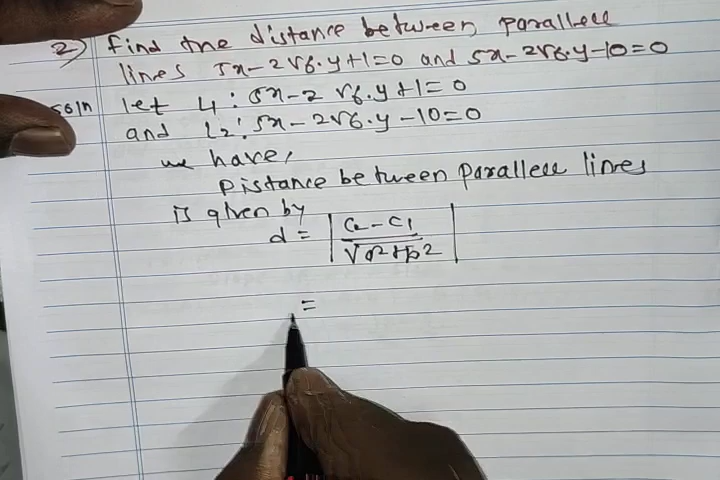 2) Find the distance between parallel
lines 5x-2√6.y+1=0 and 5x-2√6.y-10=0
soln let L1: 5x-2√6.y+1=0
and L2: 5x-2√6.y-10=0
we have,
Distance between parallel lines
is given by
d = |c2-c1/√a2+b2|
=